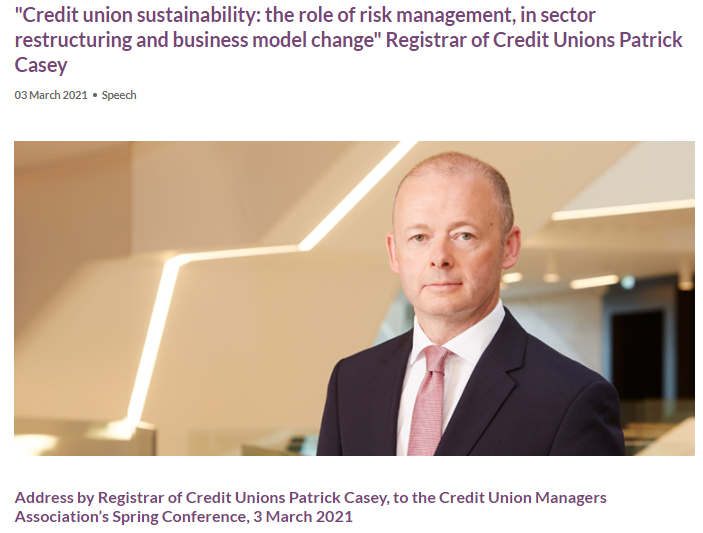 "Credit union sustainability: the role of risk management, in sector
restructuring and business model change" Registrar of Credit Unions Patrick
Casey
03 March 2021 • Speech
Address by Registrar of Credit Unions Patrick Casey, to the Credit Union Managers
Association’s Spring Conference, 3 March 2021